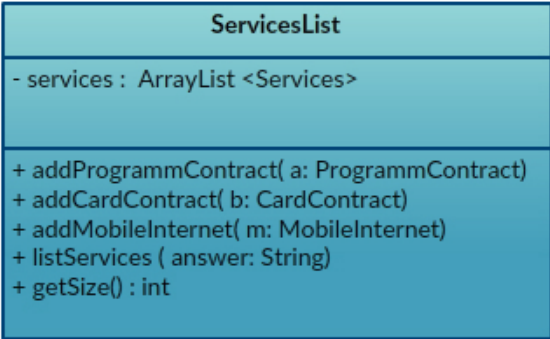 ServicesList
- services : ArrayList <Services>
+ addProgrammContract( a: ProgrammContract)
+ addCardContract( b: CardContract)
+ addMobileInternet( m: MobileInternet)
+ listServices ( answer: String)
+ getSize() : int